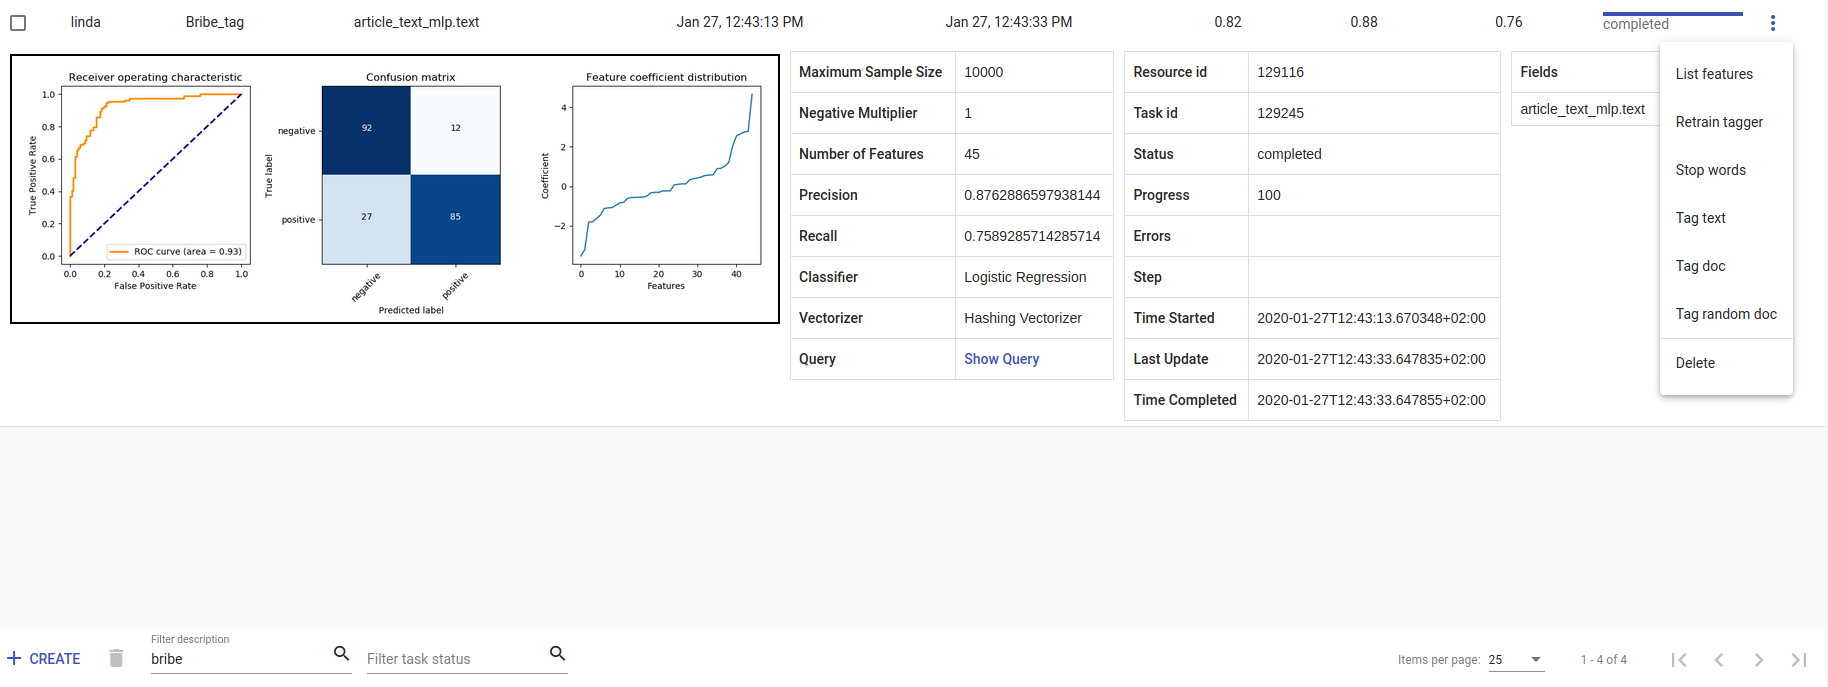 linda Bribe_tag article_text_mlp.text Jan 27, 12:43:13 PM Jan 27, 12:43:33 PM 0.82 0.88 0.76 completed
Receiver operating characteristic
1.0
0.8
0.6
0.4
0.2
0.0
True Positive Rate
ROC curve (area = 0.93)
0.0 0.2 0.4 0.6 0.8 1.0
False Positive Rate
Confusion matrix
True label
negative 92 12
positive 27 85
negative positive
Predicted label
Feature coefficient distribution
Coefficient
4
2
0
−2
0 10 20 30 40
Features
Maximum Sample Size 10000
Negative Multiplier 1
Number of Features 45
Precision 0.8762886597938144
Recall 0.7589285714285714
Classifier Logistic Regression
Vectorizer Hashing Vectorizer
Query Show Query
Resource id 129116
Task id 129245
Status completed
Progress 100
Errors
Step
Time Started 2020-01-27T12:43:13.670348+02:00
Last Update 2020-01-27T12:43:33.647835+02:00
Time Completed 2020-01-27T12:43:33.647855+02:00
Fields
article_text_mlp.text
List features
Retrain tagger
Stop words
Tag text
Tag doc
Tag random doc
Delete
CREATE
Filter description
bribe
Filter task status
Items per page: 25 1 - 4 of 4